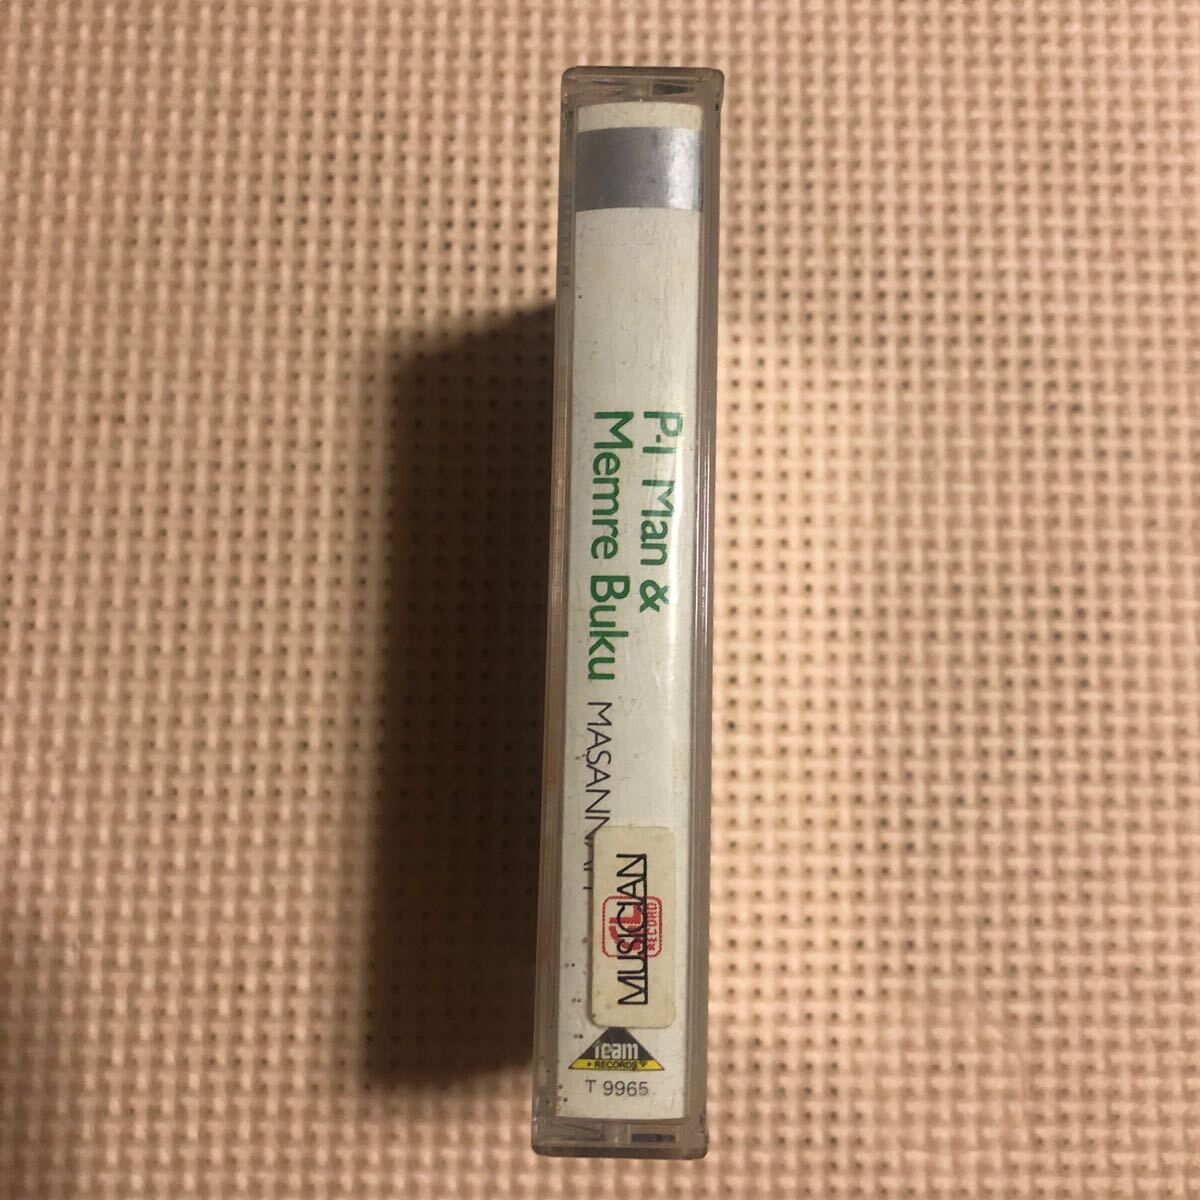 P-I Man &
Memre Buku MASANN
MUSICIAN
RECORD
Team
RECORDS
T 9965